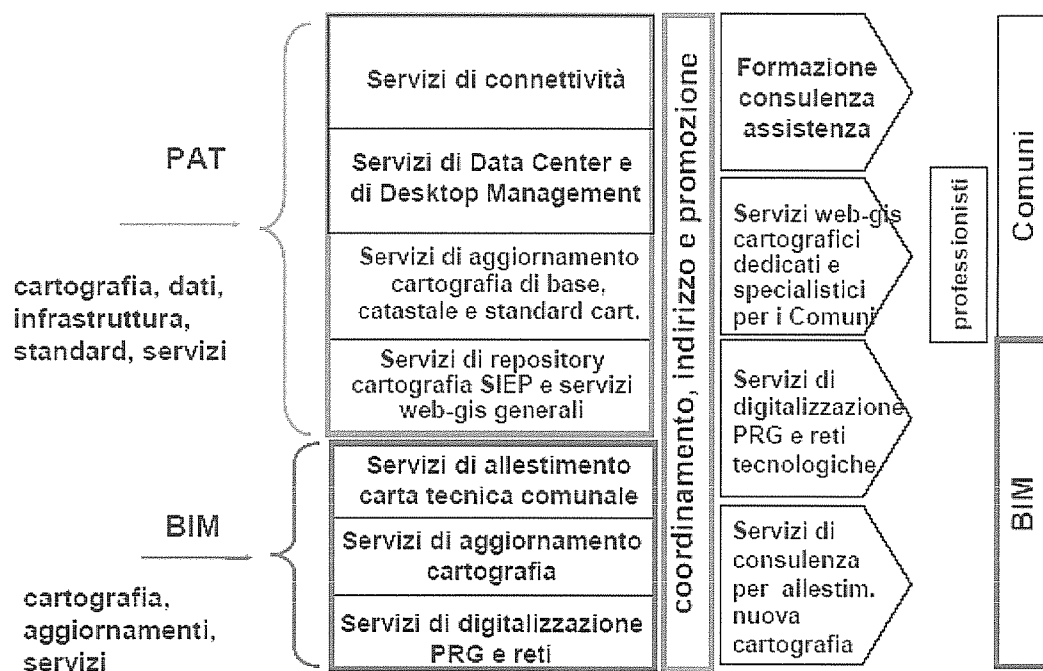 PAT
cartografia, dati,
infrastruttura,
standard, servizi
BIM
cartografia,
aggiornamenti,
servizi
Servizi di connettività
Servizi di Data Center e
di Desktop Management
Servizi di aggiornamento
cartografia di base,
catastale e standard cart.
Servizi di repository
cartografia SIEP e servizi
web-gis generali
Servizi di allestimento
carta tecnica comunale
Servizi di aggiornamento
cartografia
Servizi di digitalizzazione
PRG e reti
coordinamento, indirizzo e promozione
Formazione
consulenza
assistenza
Servizi web-gis
cartografici
dedicati e
specialistici
per i Comuni
Servizi di
digitalizzazione
PRG e reti
tecnologiche
Servizi di
consulenza
per allestim.
nuova
cartografia
professionisti
Comuni
BIM